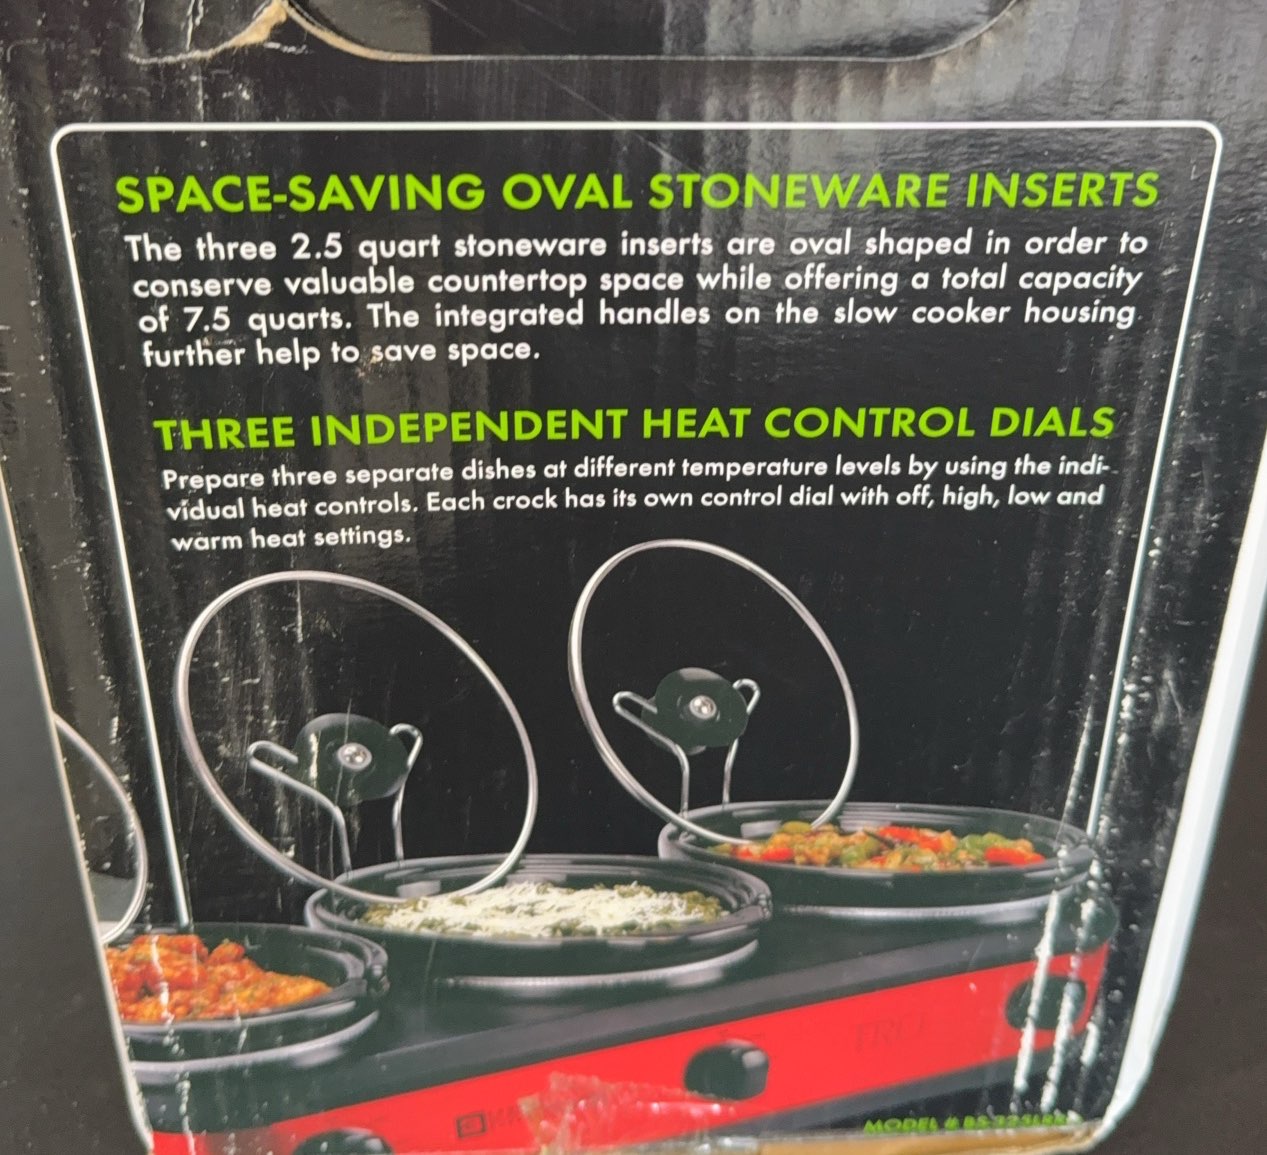 SPACE-SAVING OVAL STONEWARE INSERTS
The three 2.5 quart stoneware inserts are oval shaped in order to
conserve valuable countertop space while offering a total capacity
of 7.5 quarts. The integrated handles on the slow cooker housing
further help to save space.
THREE INDEPENDENT HEAT CONTROL DIALS
Prepare three separate dishes at different temperature levels by using the indi-
vidual heat controls. Each crock has its own control dial with off, high, low and
warm heat settings.
MODEL #